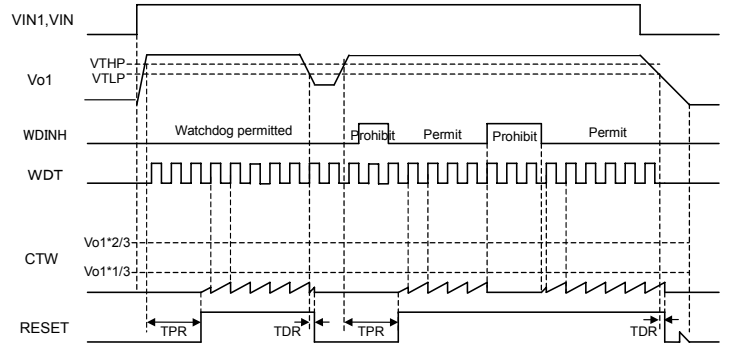 VIN1,VIN
VTHP
VTLP
Vo1
WDINH
Watchdog permitted
Prohibit
Permit
Prohibit
Permit
WDT
Vo1*2/3
CTW
Vo1*1/3
RESET
TPR
TDR
TPR
TDR